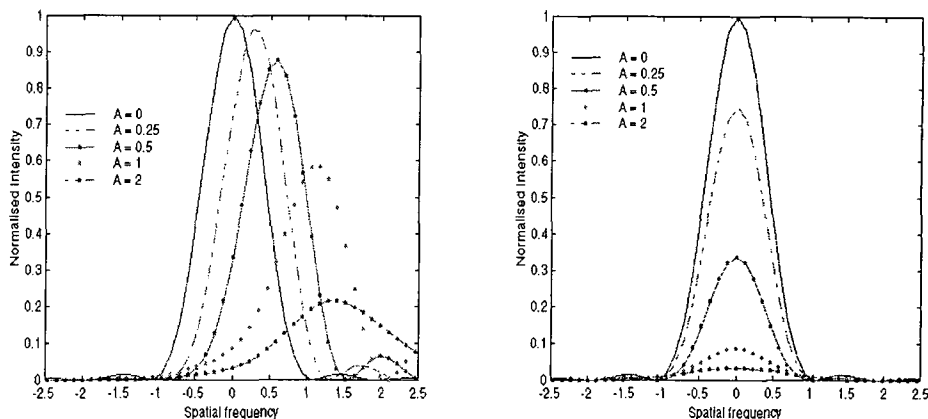 Normalised Intensity
1
0.9
0.8
0.7
0.6
0.5
0.4
0.3
0.2
0.1
0
A = 0
A = 0.25
A = 0.5
A = 1
A = 2
-2.5 -2 -1.5 -1 -0.5 0 0.5 1 1.5 2 2.5
Spatial frequency
Normalised Intensity
1
0.9
0.8
0.7
0.6
0.5
0.4
0.3
0.2
0.1
0
A = 0
A = 0.25
A = 0.5
A = 1
A = 2
-2.5 -2 -1.5 -1 -0.5 0 0.5 1 1.5 2 2.5
Spatial frequency